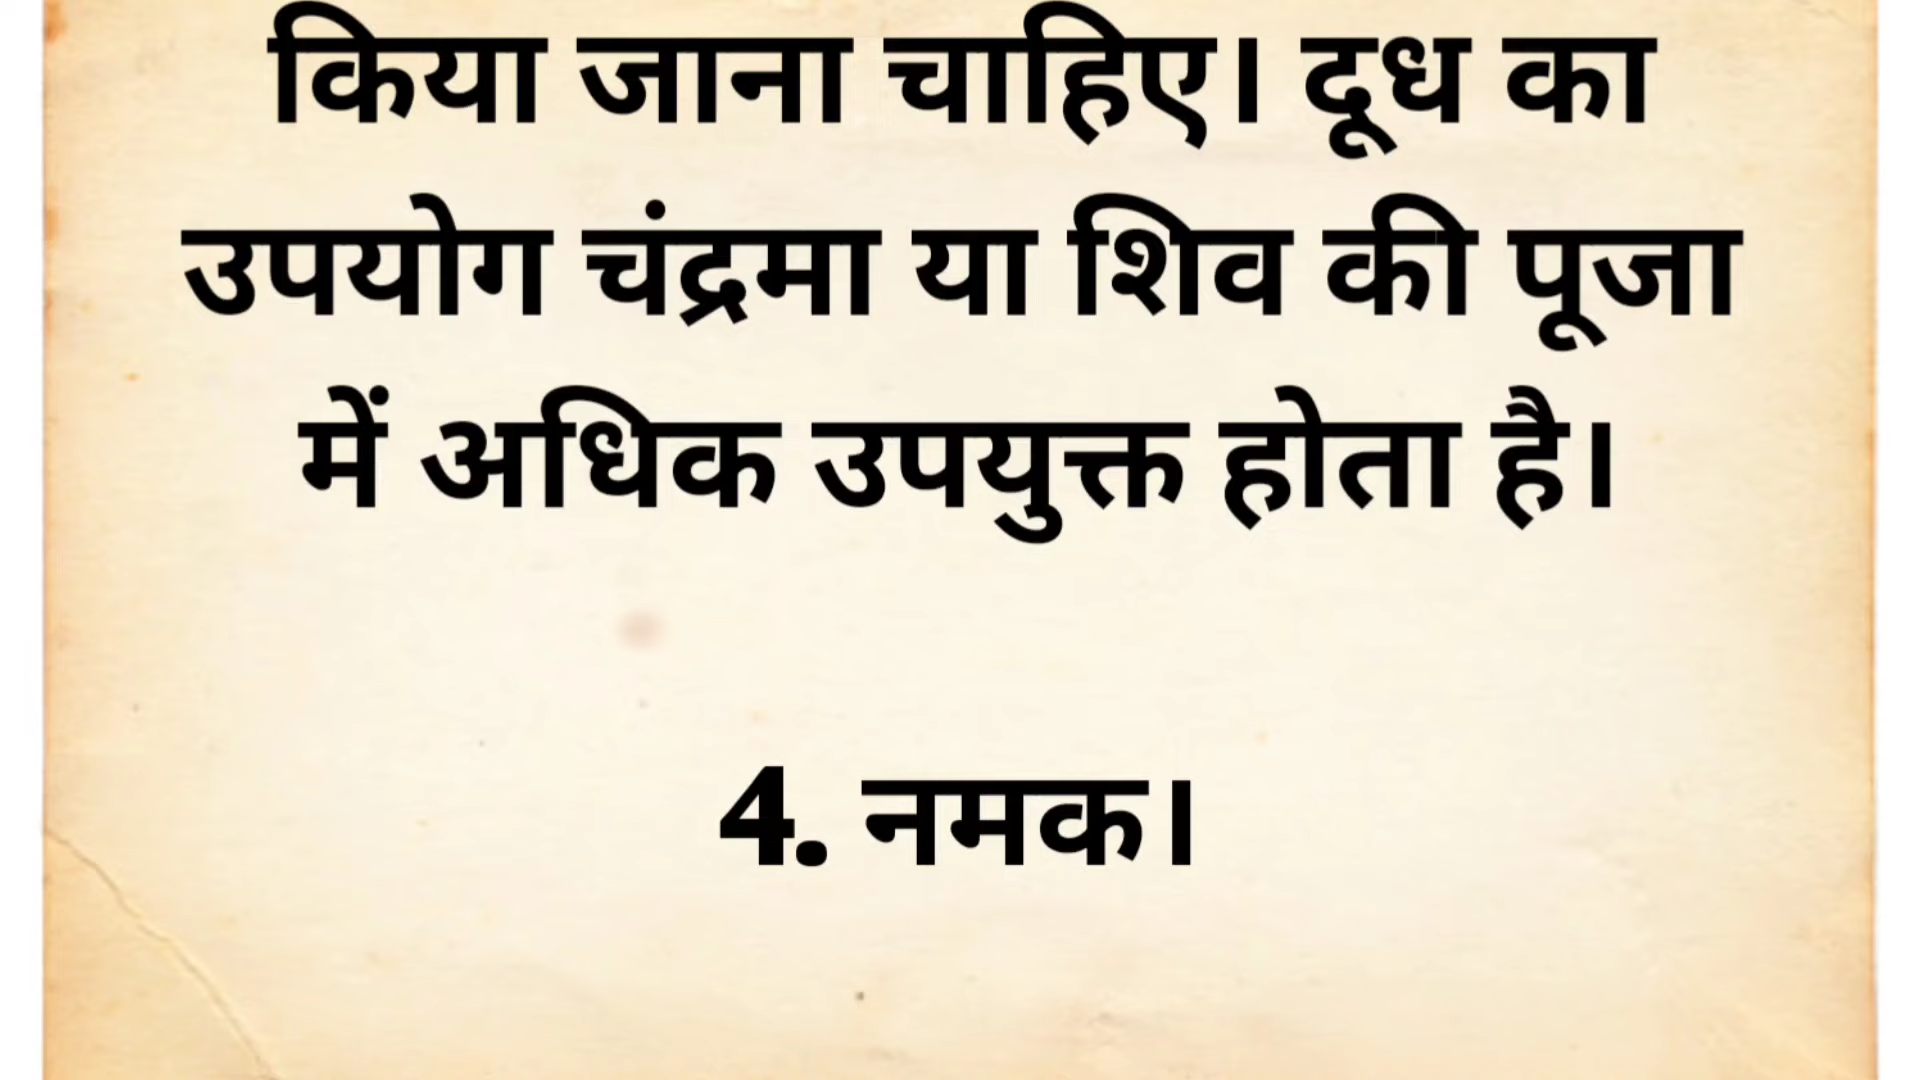 किया जाना चाहिए। दूध का
उपयोग चंद्रमा या शिव की पूजा
में अधिक उपयुक्त होता है।
4. नमक।